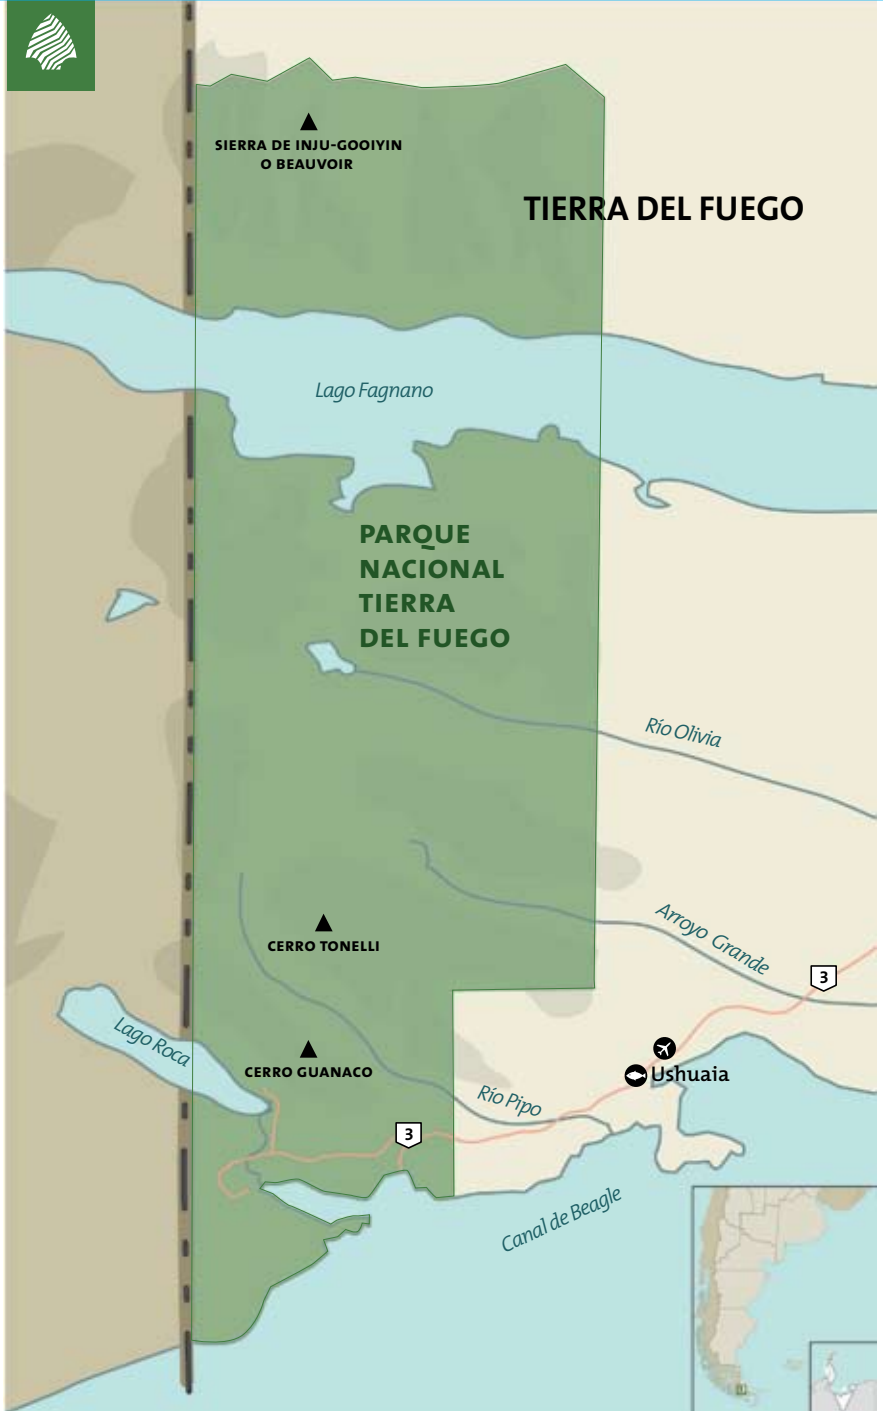 SIERRA DE INJU-GOOIYIN
O BEAUVOIR
TIERRA DEL FUEGO
Lago Fagnano
PARQUE
NACIONAL
TIERRA
DEL FUEGO
Río Olivia
Arroyo Grande
CERRO TONELLI
3
Lago Roca
CERRO GUANACO
Ushuaia
Río Pipo
3
Canal de Beagle